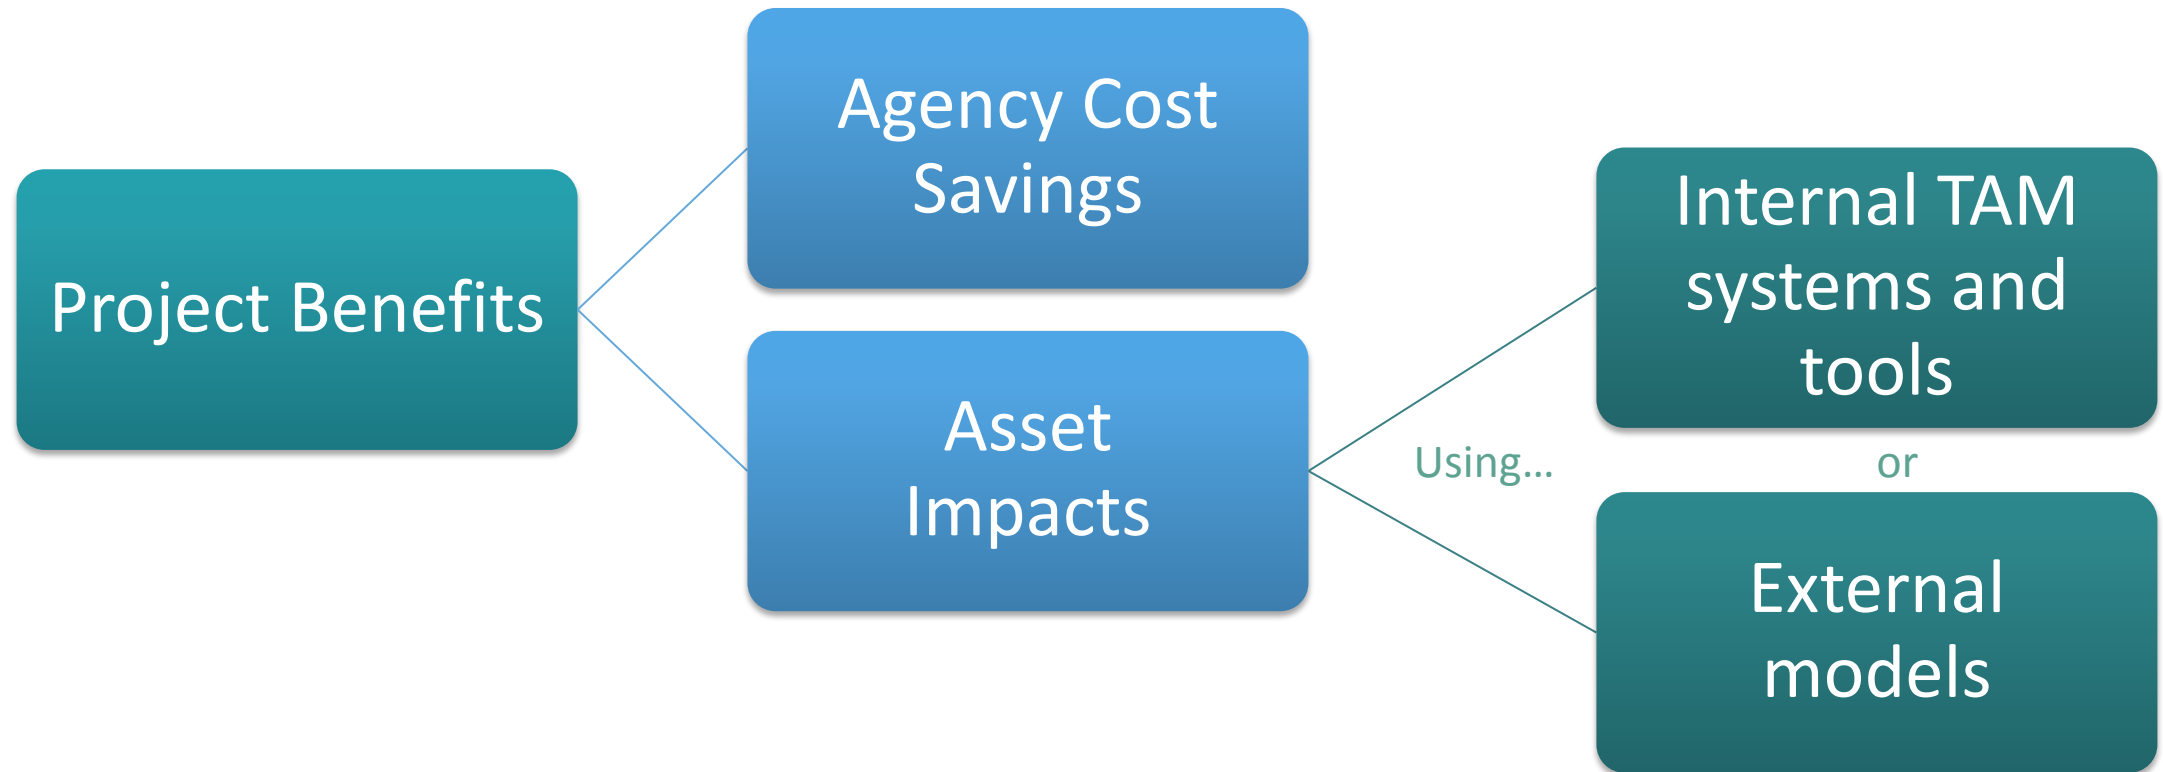 Project Benefits
Agency Cost
Savings
Asset
Impacts
Using...
Internal TAM
systems and
tools
or
External
models